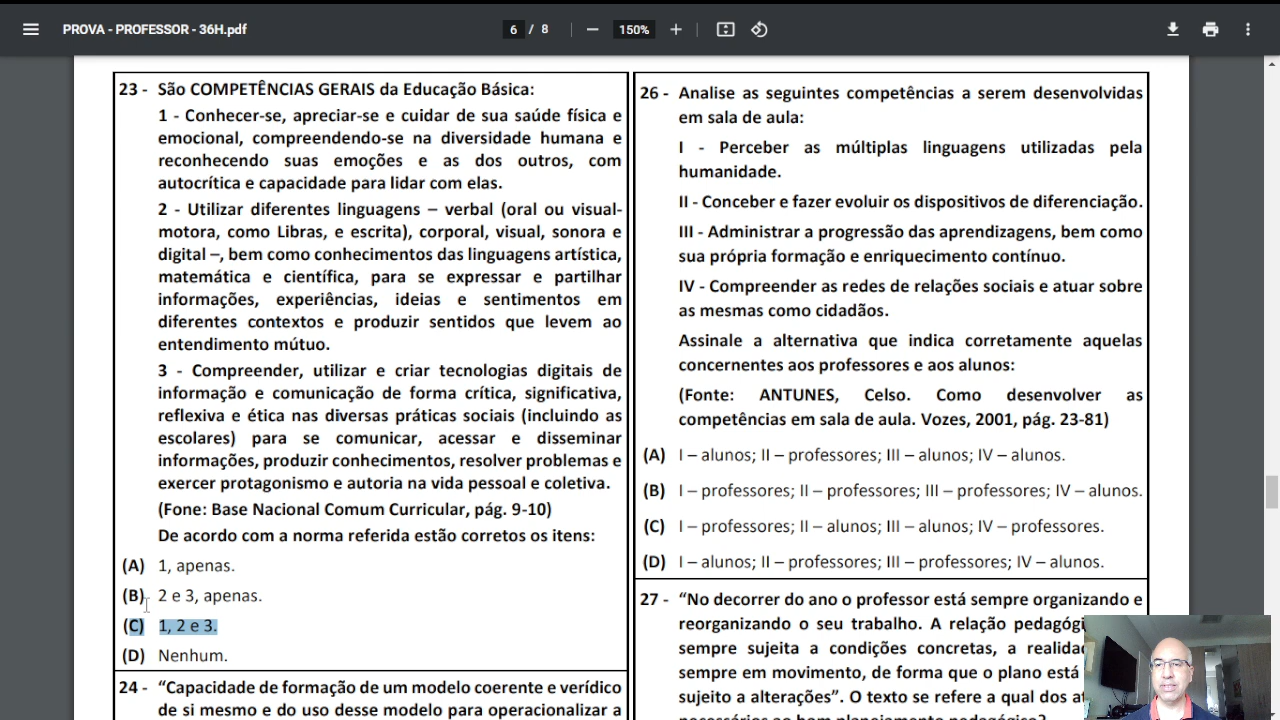 PROVA - PROFESSOR - 36H.pdf
6 / 8
150%
23 - São COMPETÊNCIAS GERAIS da Educação Básica:
1 - Conhecer-se, apreciar-se e cuidar de sua saúde física e
emocional, compreendendo-se na diversidade humana e
reconhecendo suas emoções e as dos outros, com
autocrítica e capacidade para lidar com elas.
2 - Utilizar diferentes linguagens – verbal (oral ou visual-
motora, como Libras, e escrita), corporal, visual, sonora e
digital –, bem como conhecimentos das linguagens artística,
matemática e científica, para se expressar e partilhar
informações, experiências, ideias e sentimentos em
diferentes contextos e produzir sentidos que levem ao
entendimento mútuo.
3 - Compreender, utilizar e criar tecnologias digitais de
informação e comunicação de forma crítica, significativa,
reflexiva e ética nas diversas práticas sociais (incluindo as
escolares) para se comunicar, acessar e disseminar
informações, produzir conhecimentos, resolver problemas e
exercer protagonismo e autoria na vida pessoal e coletiva.
(Fone: Base Nacional Comum Curricular, pág. 9-10)
De acordo com a norma referida estão corretos os itens:
(A) 1, apenas.
(B) 2 e 3, apenas.
(C) 1, 2 e 3.
(D) Nenhum.
24 - “Capacidade de formação de um modelo coerente e verídico
de si mesmo e do uso desse modelo para operacionalizar a
26 - Analise as seguintes competências a serem desenvolvidas
em sala de aula:
I - Perceber as múltiplas linguagens utilizadas pela
humanidade.
II - Conceber e fazer evoluir os dispositivos de diferenciação.
III - Administrar a progressão das aprendizagens, bem como
sua própria formação e enriquecimento contínuo.
IV - Compreender as redes de relações sociais e atuar sobre
as mesmas como cidadãos.
Assinale a alternativa que indica corretamente aquelas
concernentes aos professores e aos alunos:
(Fonte: ANTUNES, Celso. Como desenvolver as
competências em sala de aula. Vozes, 2001, pág. 23-81)
(A) I – alunos; II – professores; III – alunos; IV – alunos.
(B) I – professores; II – professores; III – professores; IV – alunos.
(C) I – professores; II – alunos; III – alunos; IV – professores.
(D) I – alunos; II – professores; III – professores; IV – alunos.
27 - “No decorrer do ano o professor está sempre organizando e
reorganizando o seu trabalho. A relação
sempre sujeita a condições concretas, a
sempre em movimento, de forma que o plano está
sujeito a alterações”. O texto se refere a qual dos
necessários ao bom planejamento pedagógico?